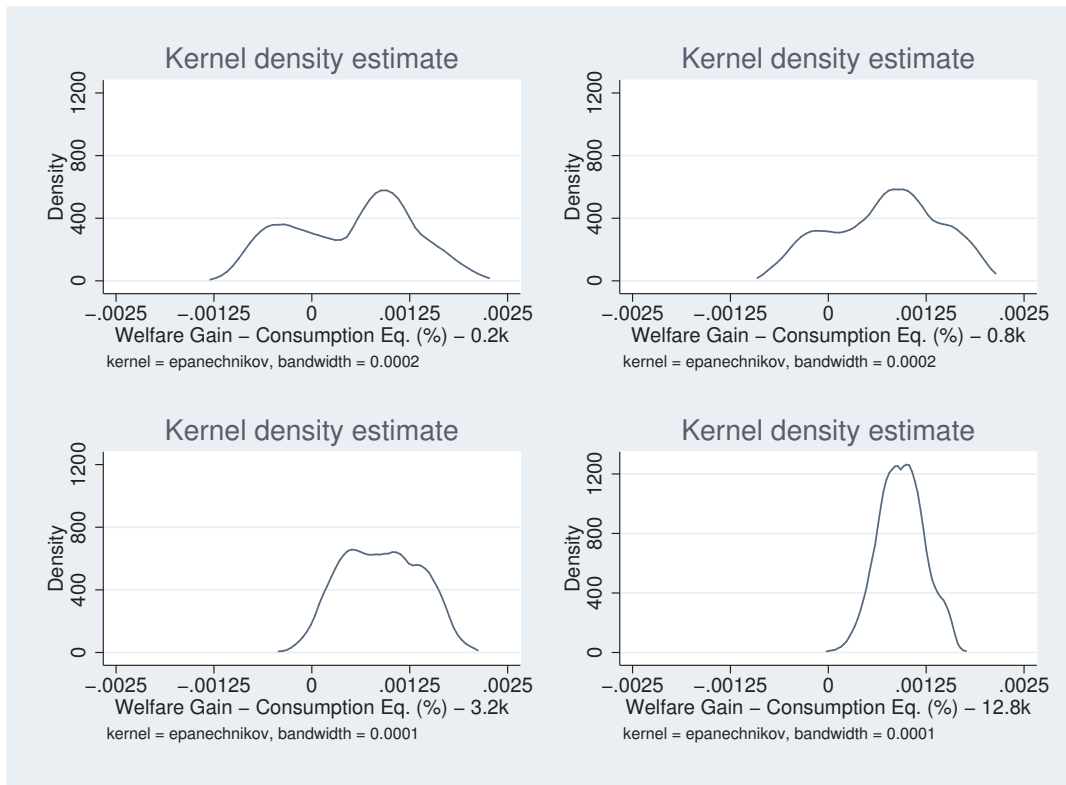 Kernel density estimate
1200
800
400
0
Density
−.0025 −.00125 0 .00125 .0025
Welfare Gain − Consumption Eq. (%) − 0.2k
kernel = epanechnikov, bandwidth = 0.0002
Kernel density estimate
1200
800
400
0
Density
−.0025 −.00125 0 .00125 .0025
Welfare Gain − Consumption Eq. (%) − 0.8k
kernel = epanechnikov, bandwidth = 0.0002
Kernel density estimate
1200
800
400
0
Density
−.0025 −.00125 0 .00125 .0025
Welfare Gain − Consumption Eq. (%) − 3.2k
kernel = epanechnikov, bandwidth = 0.0001
Kernel density estimate
1200
800
400
0
Density
−.0025 −.00125 0 .00125 .0025
Welfare Gain − Consumption Eq. (%) − 12.8k
kernel = epanechnikov, bandwidth = 0.0001